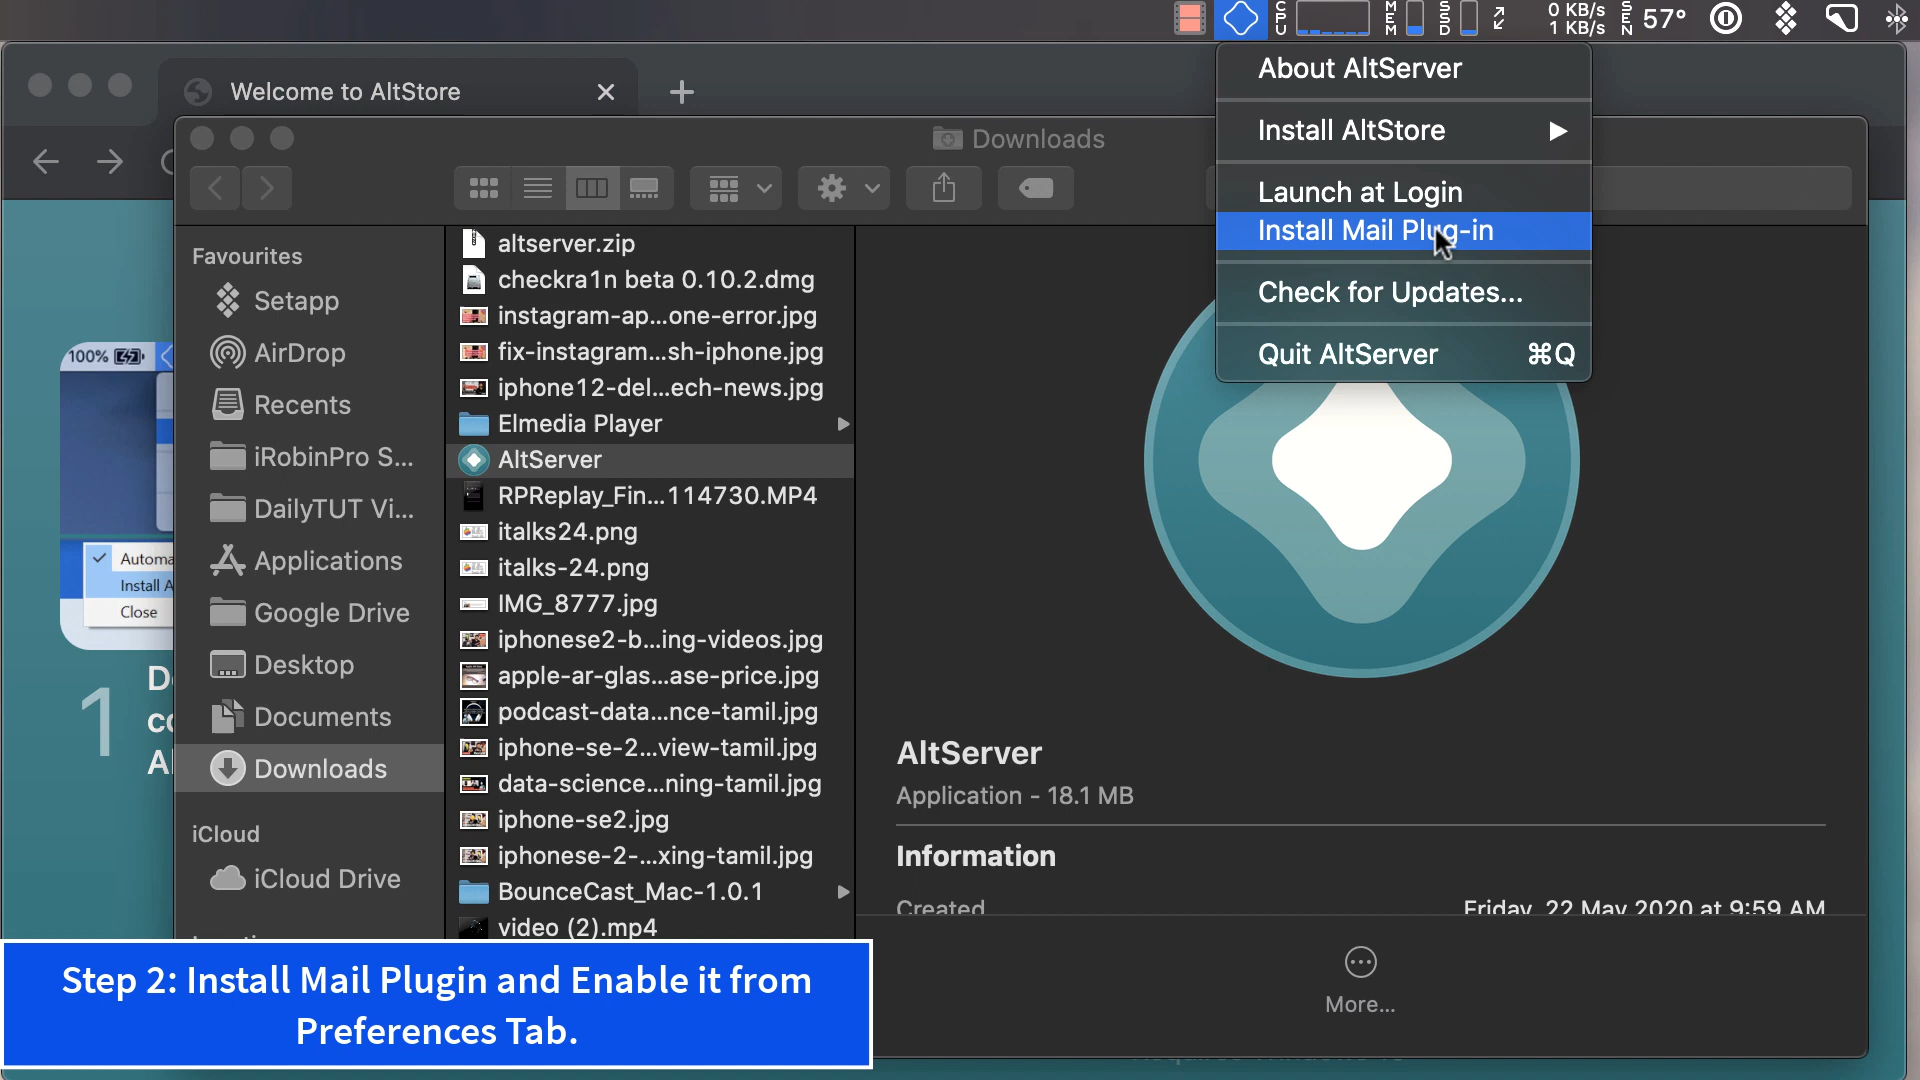 CPU
MEM
SSD
0 KB/s
1 KB/s
SEN
57°
Welcome to AltStore
Downloads
About AltServer
Install AltStore
Launch at Login
Install Mail Plug-in
Check for Updates...
Quit AltServer ⌘Q
Favourites
Setapp
AirDrop
Recents
iRobinPro S...
DailyTUT Vi...
Applications
Google Drive
Desktop
Documents
Downloads
iCloud
iCloud Drive
altserver.zip
checkra1n beta 0.10.2.dmg
instagram-ap...one-error.jpg
fix-instagram...sh-iphone.jpg
iphone12-del...ech-news.jpg
Elmedia Player
AltServer
RPReplay_Fin...114730.MP4
italks24.png
italks-24.png
IMG_8777.jpg
iphonese2-b...ing-videos.jpg
apple-ar-glas...ase-price.jpg
podcast-data...nce-tamil.jpg
iphone-se-2...view-tamil.jpg
data-science...ning-tamil.jpg
iphone-se2.jpg
iphonese-2-...xing-tamil.jpg
BounceCast_Mac-1.0.1
video (2).mp4
AltServer
Application - 18.1 MB
Information
Created Friday, 22 May 2020 at 9:59 AM
More...
100%
Automa
Install A
Close
1
Step 2: Install Mail Plugin and Enable it from
Preferences Tab.